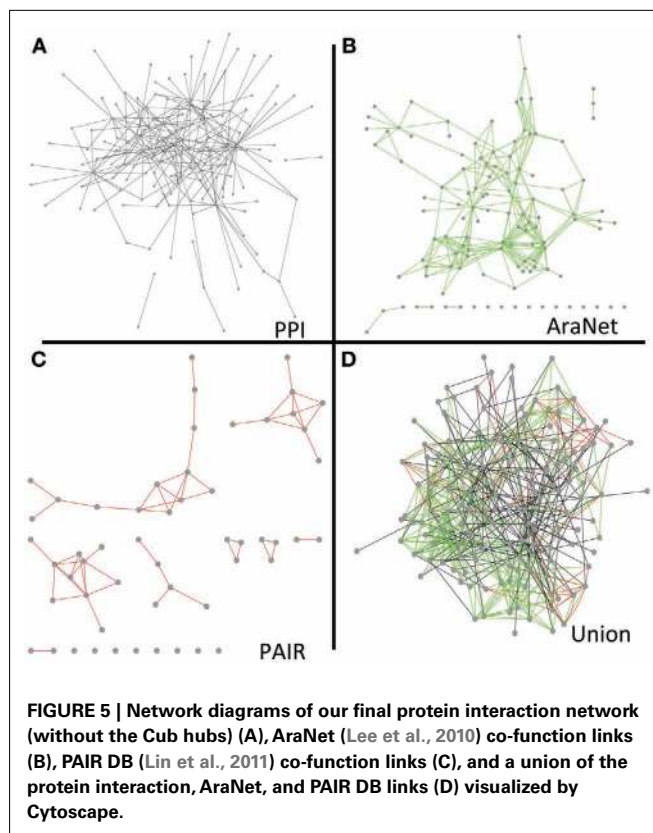 A
B
PPI
AraNet
C
D
PAIR
Union
FIGURE 5 | Network diagrams of our final protein interaction network
(without the Cub hubs) (A), AraNet (Lee et al., 2010) co-function links
(B), PAIR DB (Lin et al., 2011) co-function links (C), and a union of the
protein interaction, AraNet, and PAIR DB links (D) visualized by
Cytoscape.